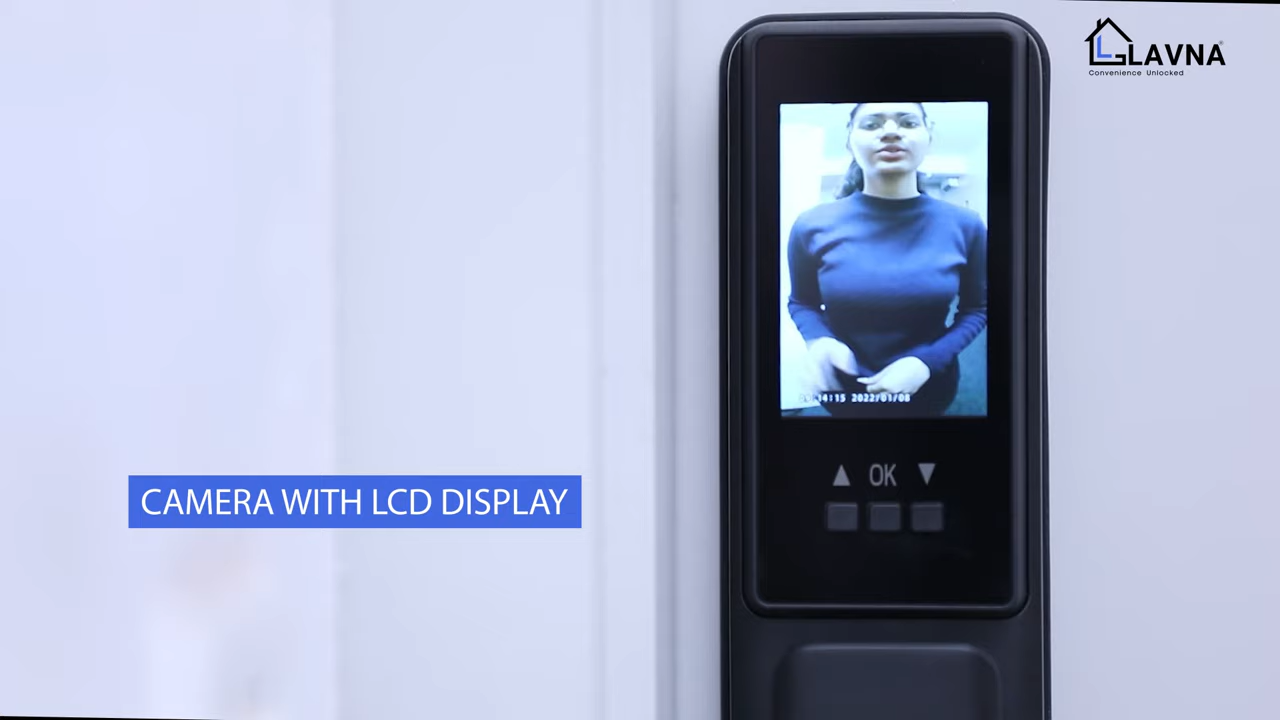 LAVNA
Convenience Unlocked
14:15 2022/01/08
▲ OK ▼
CAMERA WITH LCD DISPLAY